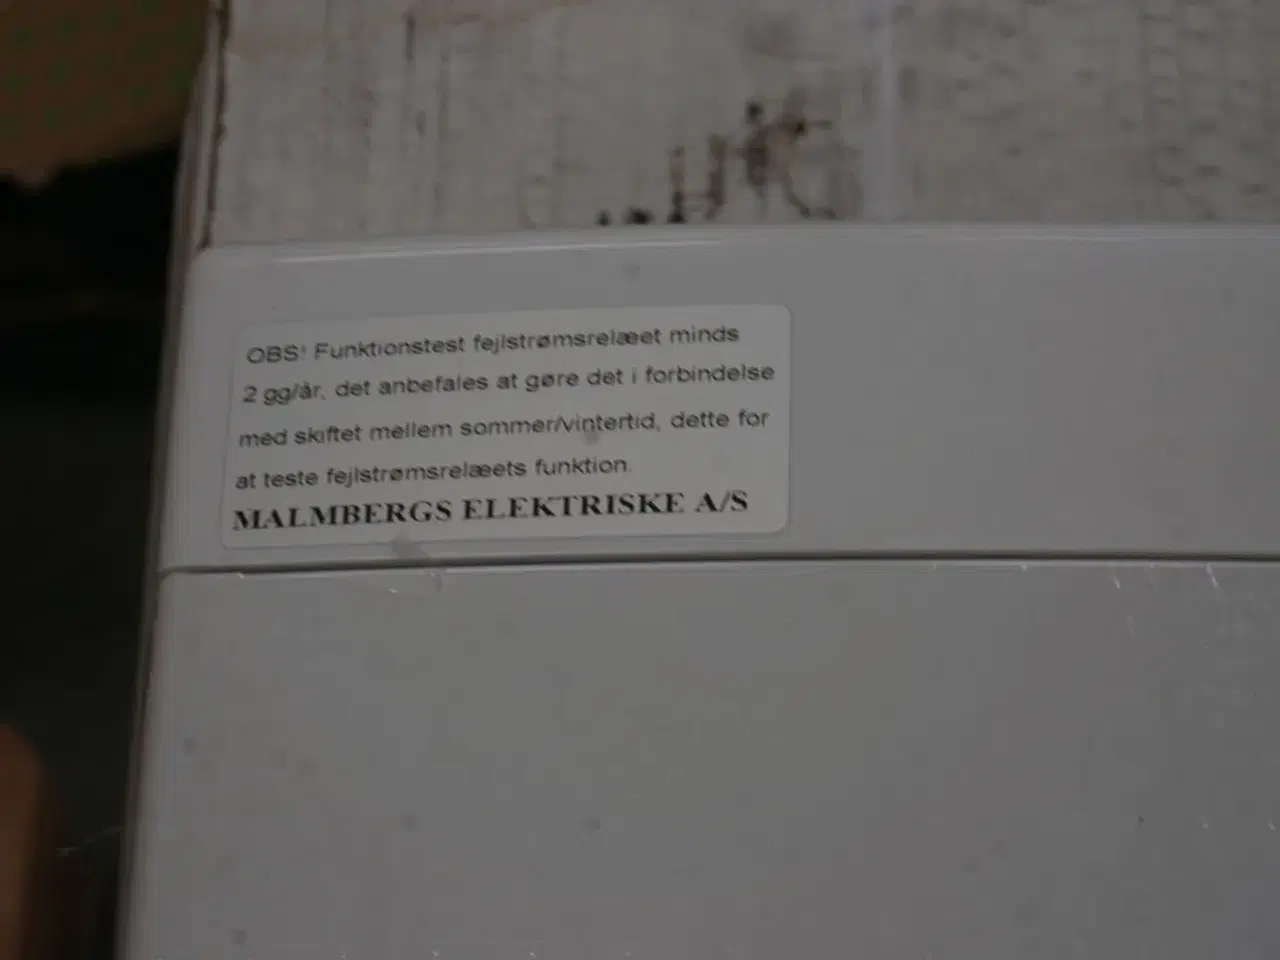 OBS! Funktionstest fejlstrømsrelæet minds
2 gg/år, det anbefales at gøre det i forbindelse
med skiftet mellem sommer/vintertid, dette for
at teste fejlstrømsrelæets funktion.
MALMBERGS ELEKTRISKE A/S